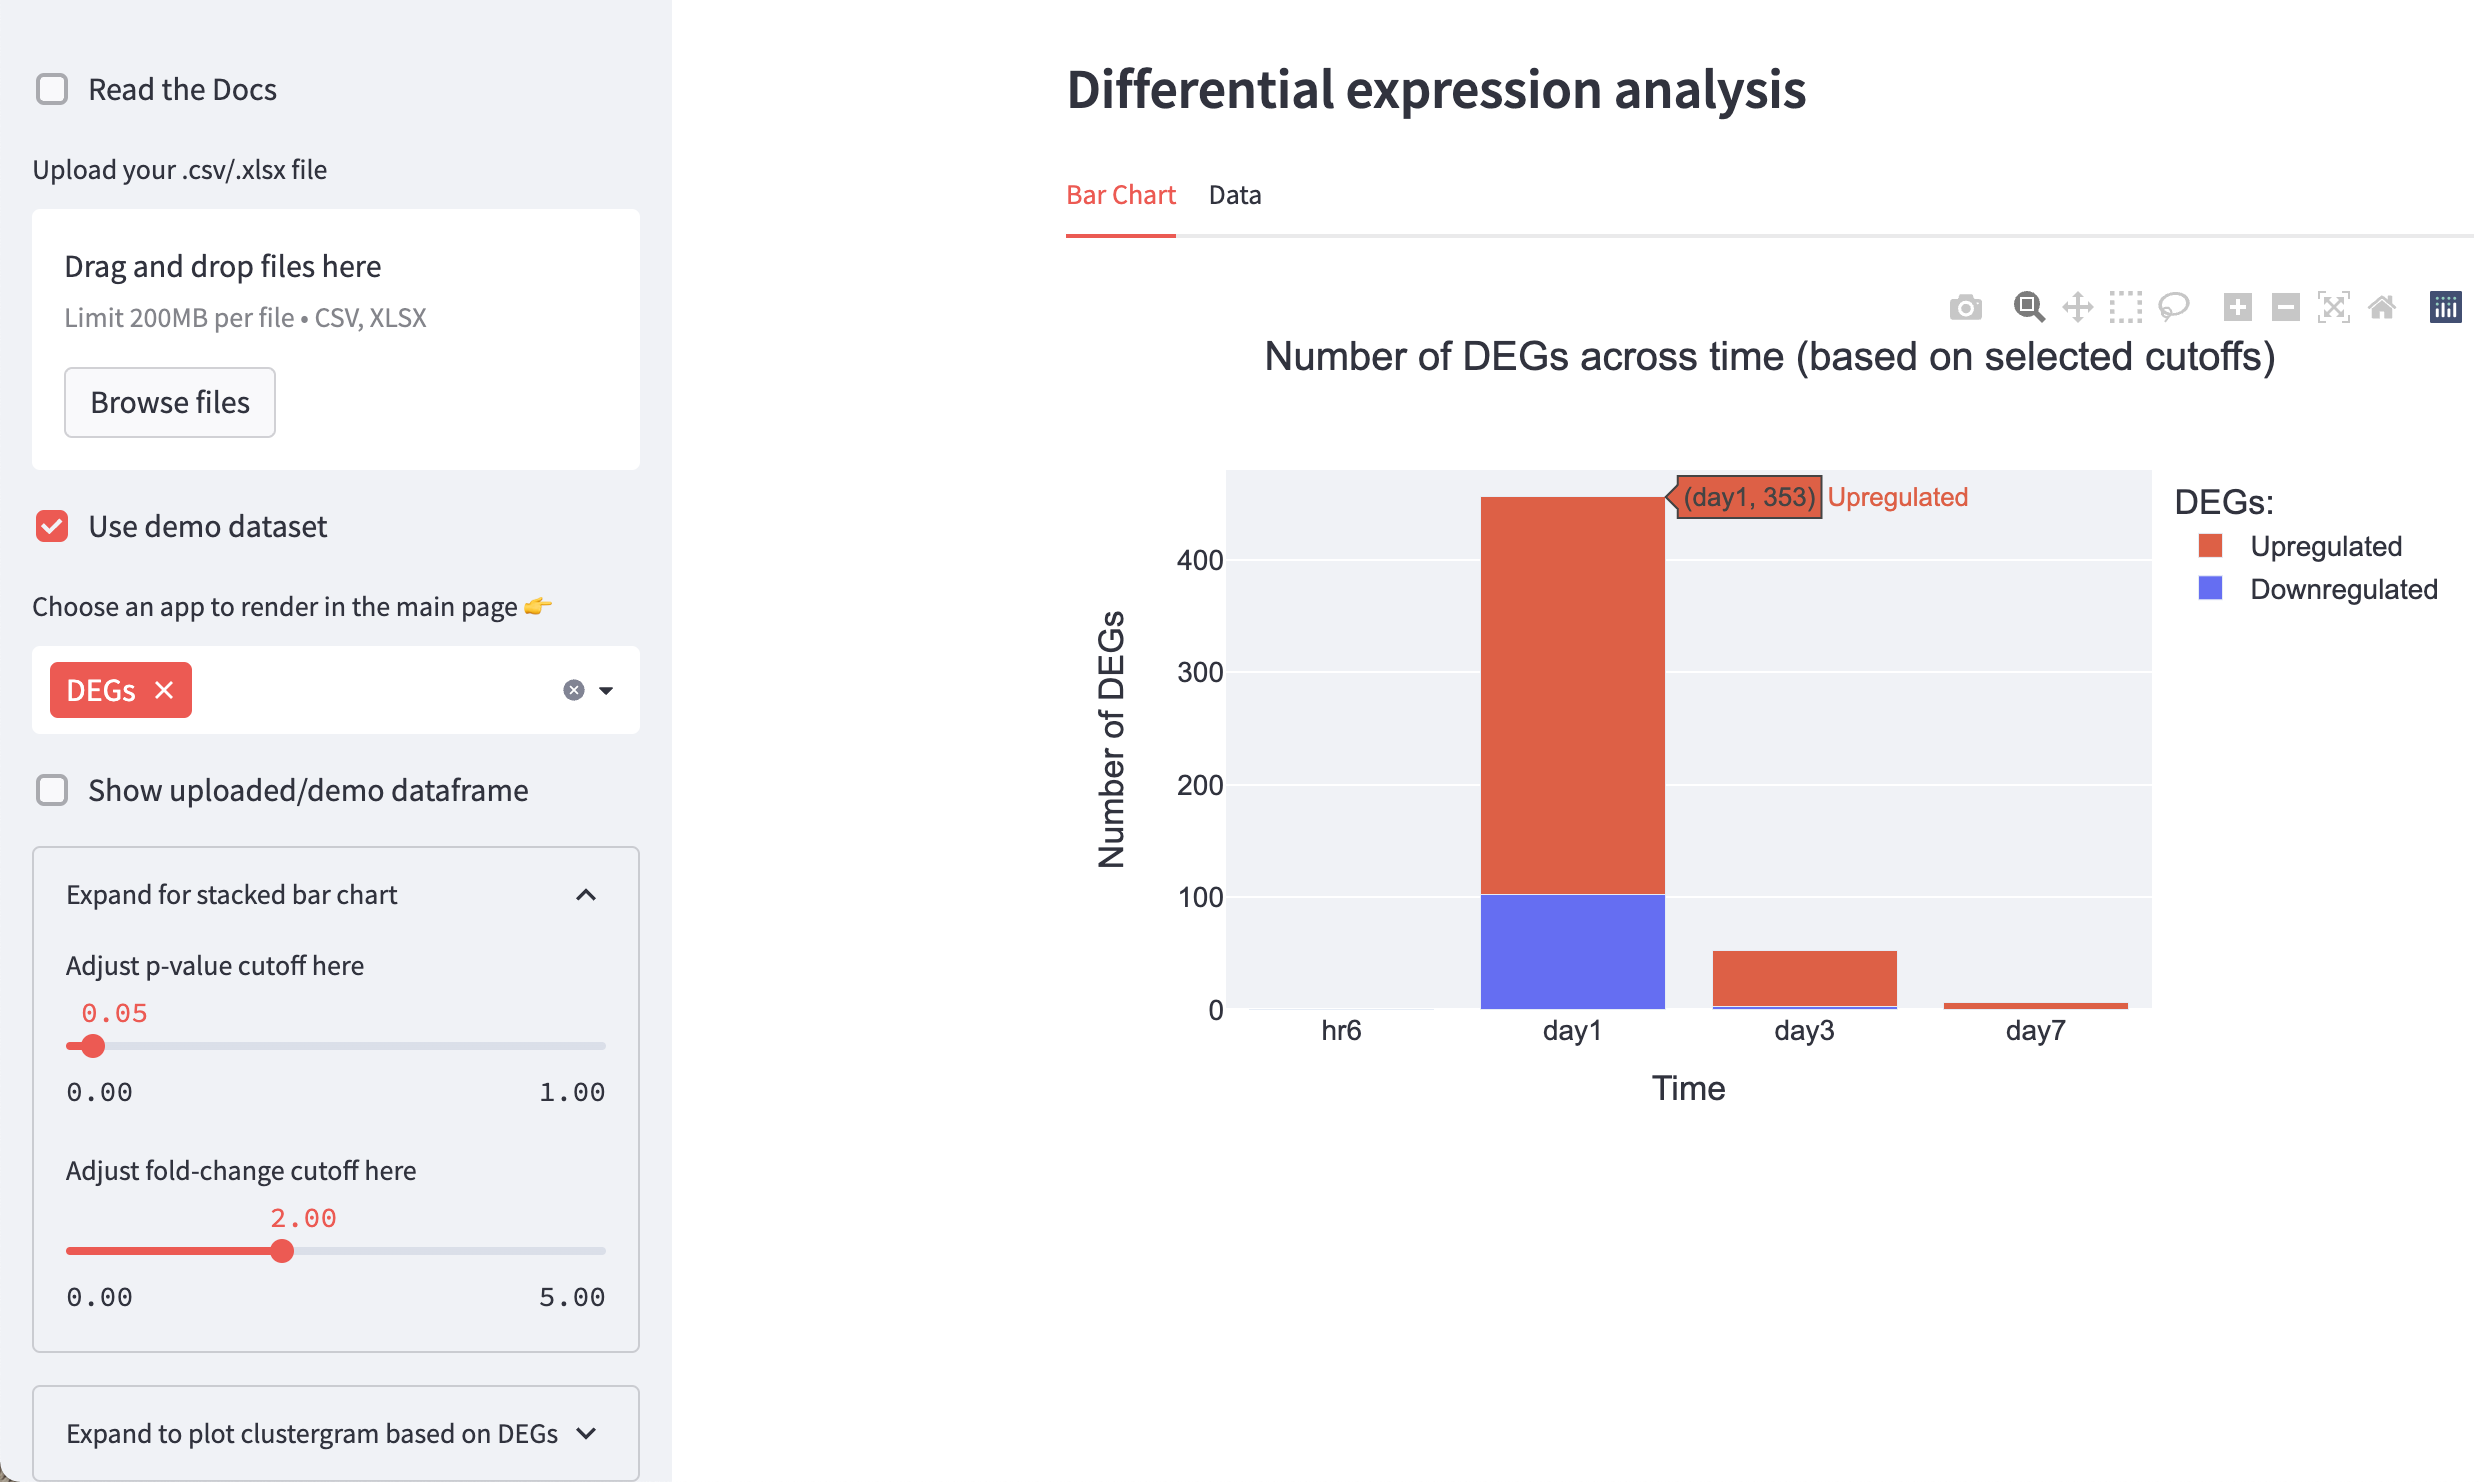 Read the Docs
Upload your .csv/.xlsx file
Drag and drop files here
Limit 200MB per file • CSV, XLSX
Browse files
Use demo dataset
Choose an app to render in the main page 👉
DEGs
Show uploaded/demo dataframe
Expand for stacked bar chart
Adjust p-value cutoff here
0.05
0.00 1.00
Adjust fold-change cutoff here
2.00
0.00 5.00
Expand to plot clustergram based on DEGs
Differential expression analysis
Bar Chart Data
Number of DEGs across time (based on selected cutoffs)
(day1, 353) Upregulated
DEGs:
Upregulated
Downregulated
Number of DEGs
400
300
200
100
0
hr6 day1 day3 day7
Time